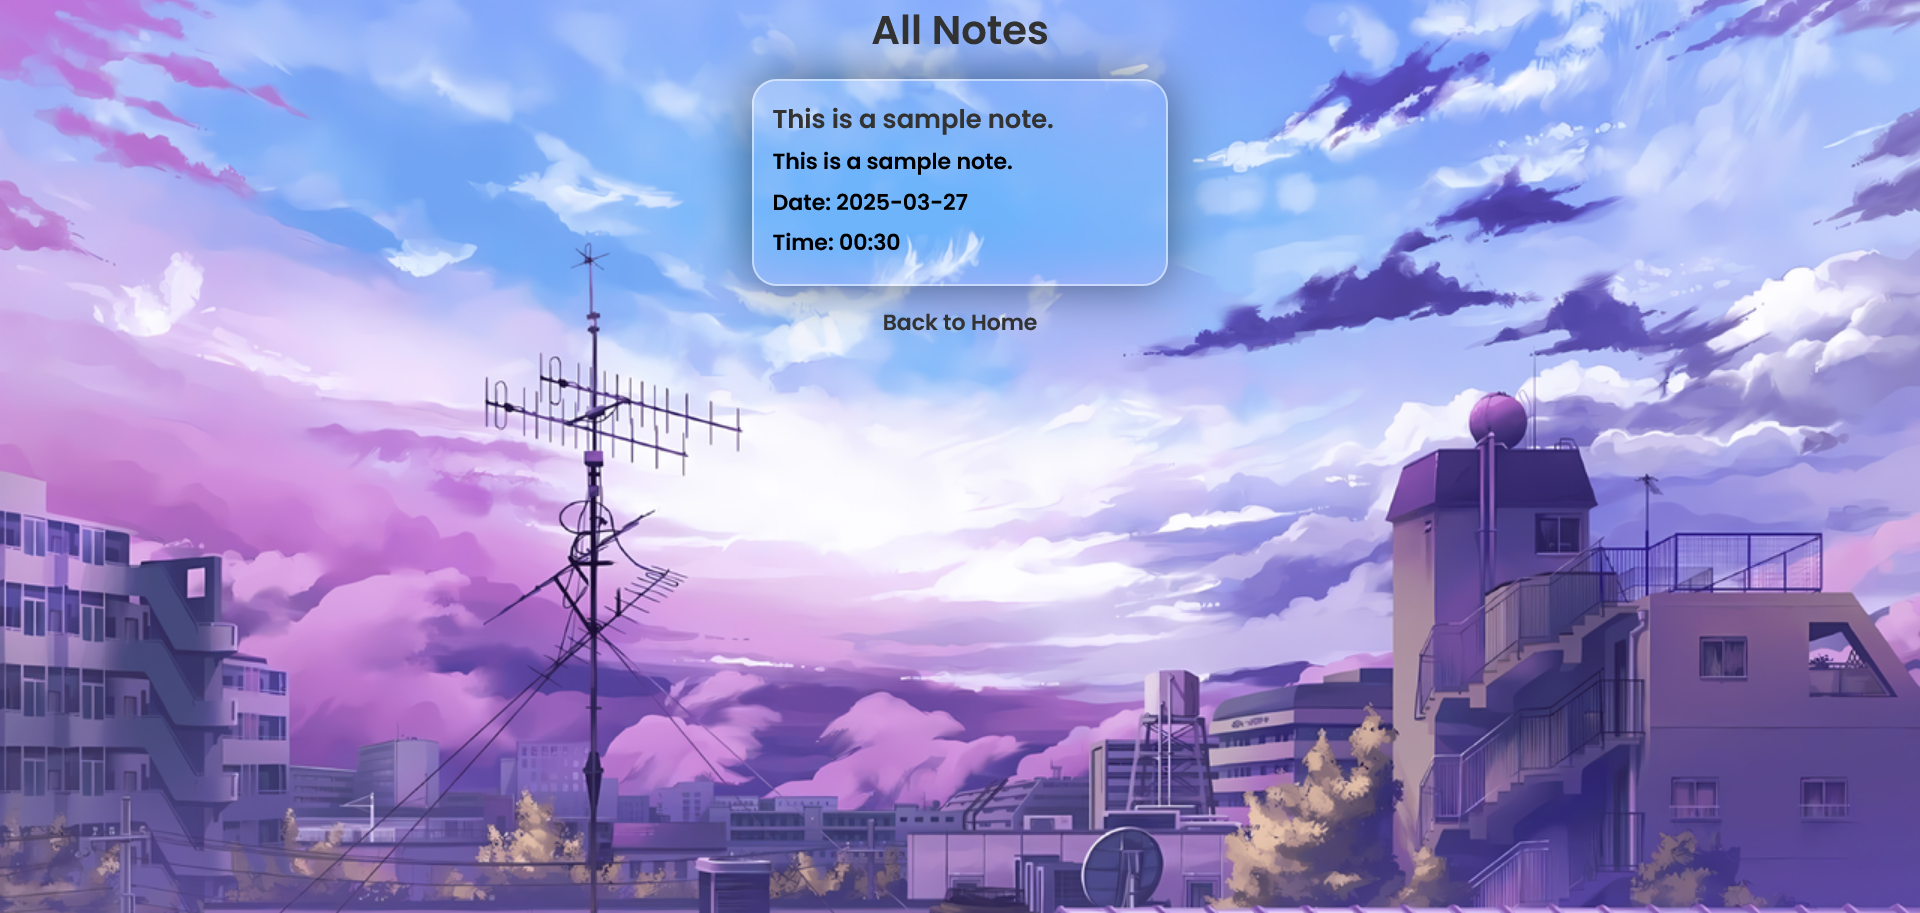 All Notes
This is a sample note.
This is a sample note.
Date: 2025-03-27
Time: 00:30
Back to Home